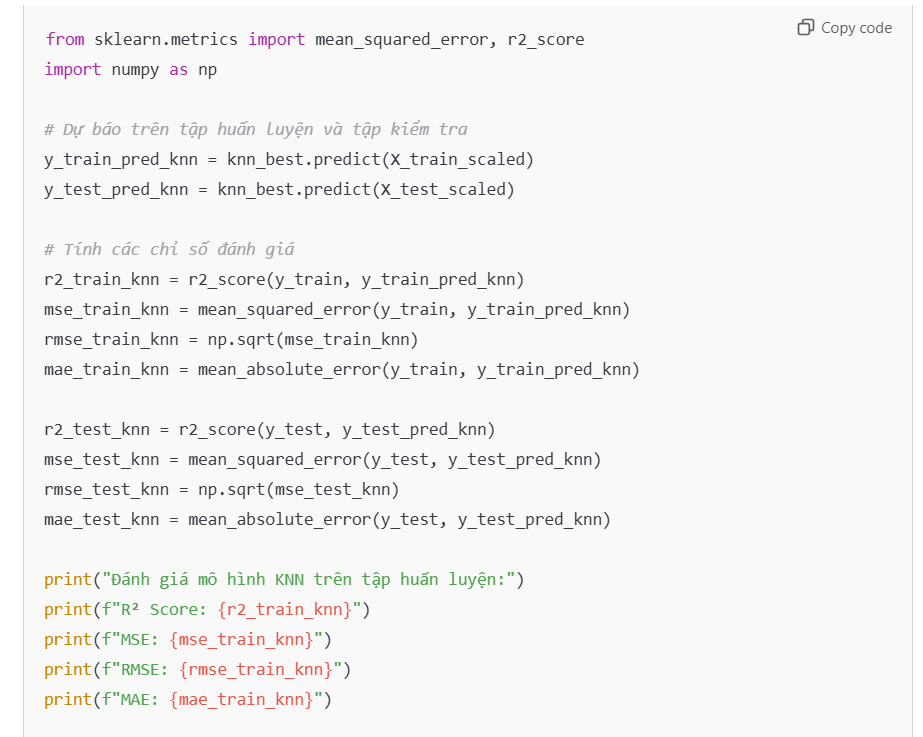 Copy code
from sklearn.metrics import mean_squared_error, r2_score
import numpy as np
# Dự báo trên tập huấn luyện và tập kiểm tra
y_train_pred_knn = knn_best.predict(X_train_scaled)
y_test_pred_knn = knn_best.predict(X_test_scaled)
# Tính các chỉ số đánh giá
r2_train_knn = r2_score(y_train, y_train_pred_knn)
mse_train_knn = mean_squared_error(y_train, y_train_pred_knn)
rmse_train_knn = np.sqrt(mse_train_knn)
mae_train_knn = mean_absolute_error(y_train, y_train_pred_knn)
r2_test_knn = r2_score(y_test, y_test_pred_knn)
mse_test_knn = mean_squared_error(y_test, y_test_pred_knn)
rmse_test_knn = np.sqrt(mse_test_knn)
mae_test_knn = mean_absolute_error(y_test, y_test_pred_knn)
print("Đánh giá mô hình KNN trên tập huấn luyện:")
print(f"R² Score: {r2_train_knn}")
print(f"MSE: {mse_train_knn}")
print(f"RMSE: {rmse_train_knn}")
print(f"MAE: {mae_train_knn}")